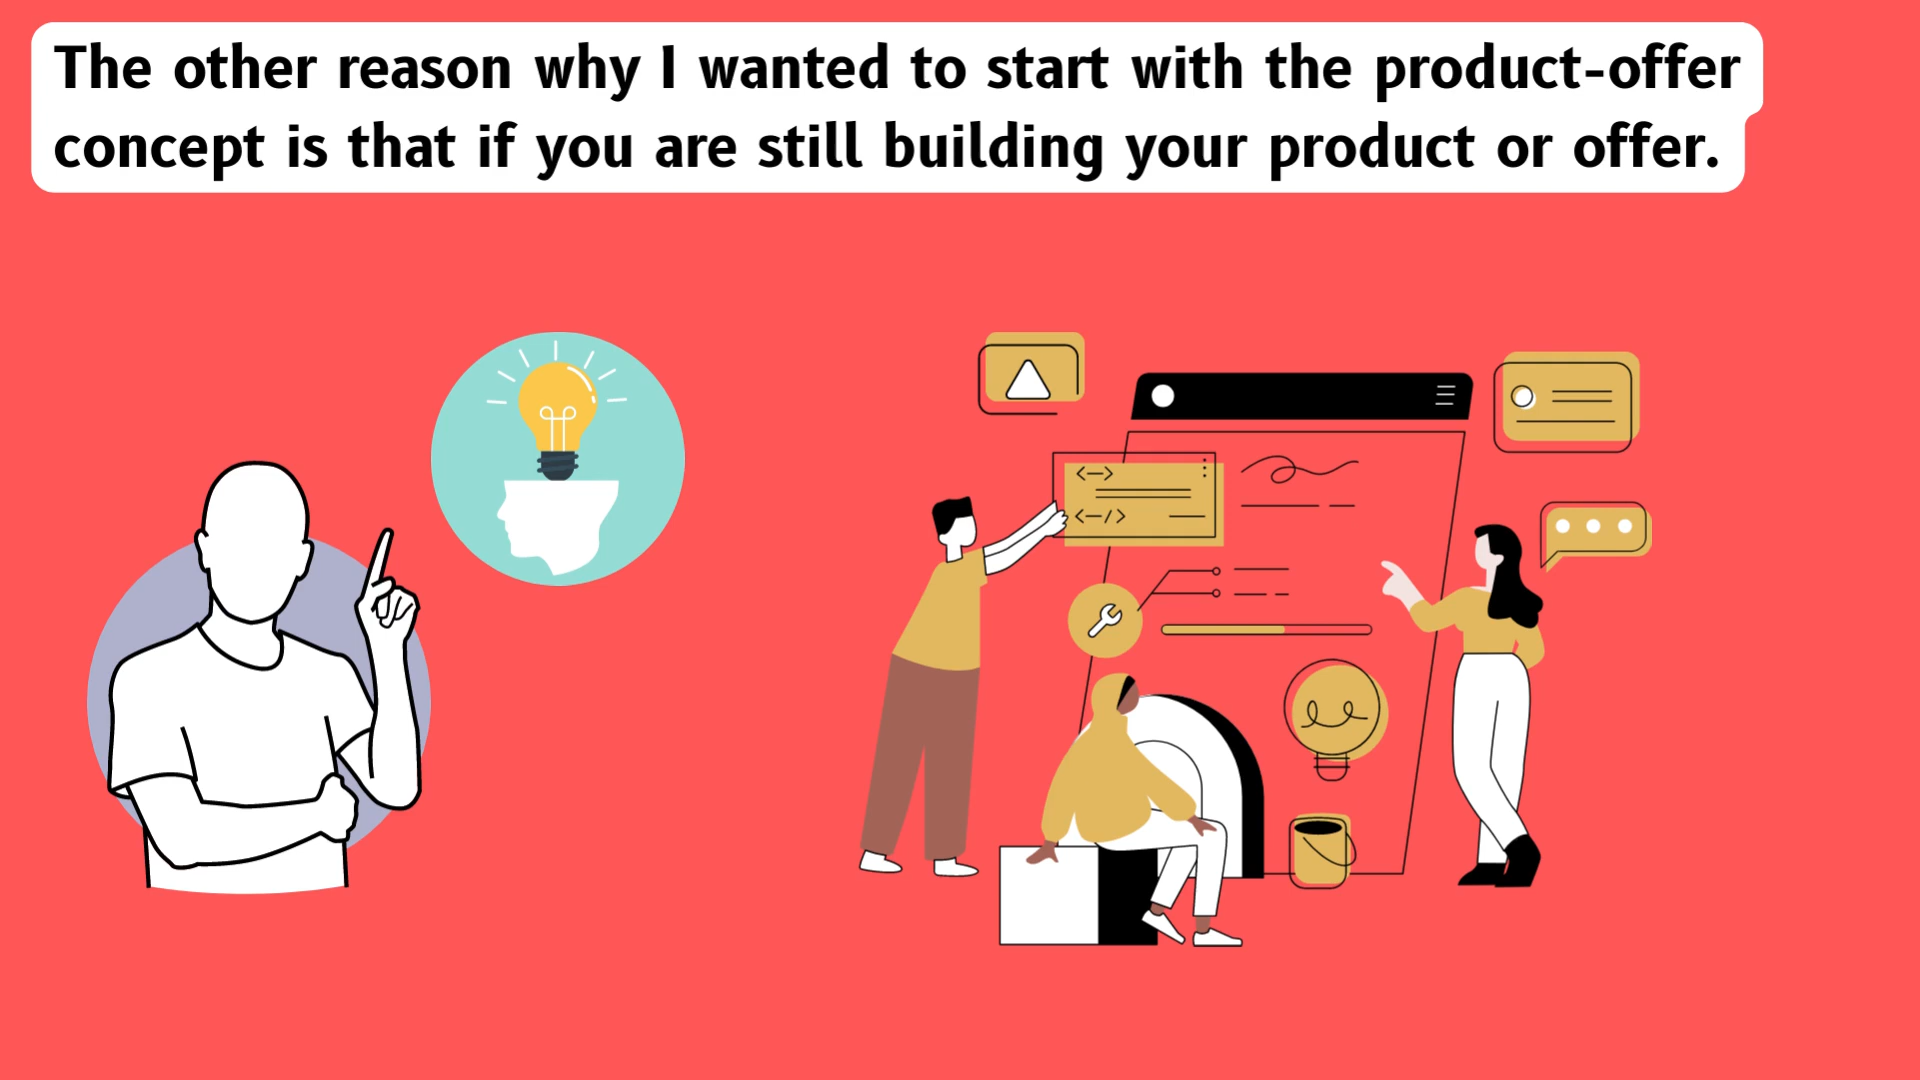 The other reason why I wanted to start with the product-offer
concept is that if you are still building your product or offer.